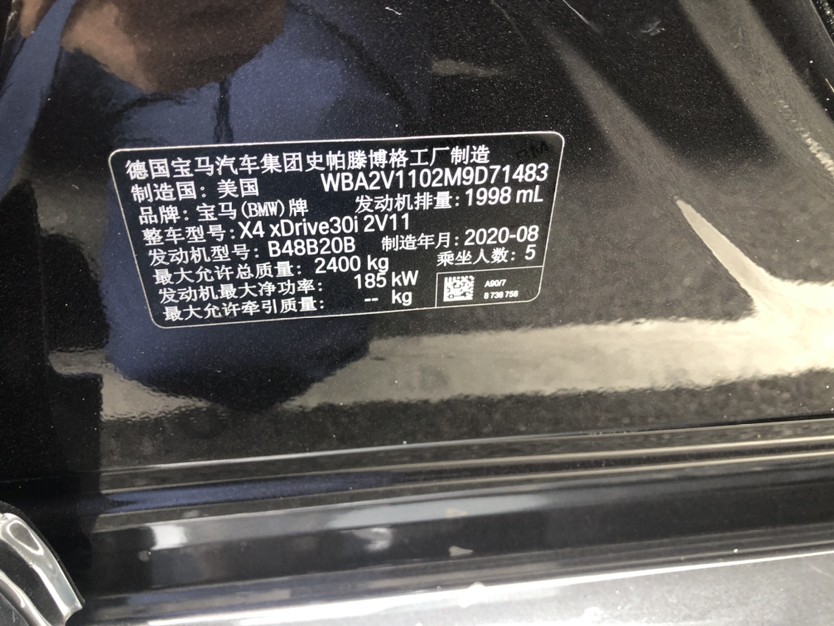 德国宝马汽车集团史帕滕博格工厂制造
制造国：美国 WBA2V1102M9D71483
品牌：宝马(BMW)牌 发动机排量：1998 mL
整车型号：X4 xDrive30i 2V11
发动机型号：B48B20B 制造年月：2020-08
最大允许总质量：2400 kg 乘坐人数：5
发动机最大净功率：185 kW
最大允许牵引质量：-- kg
A90/7
8 738 758